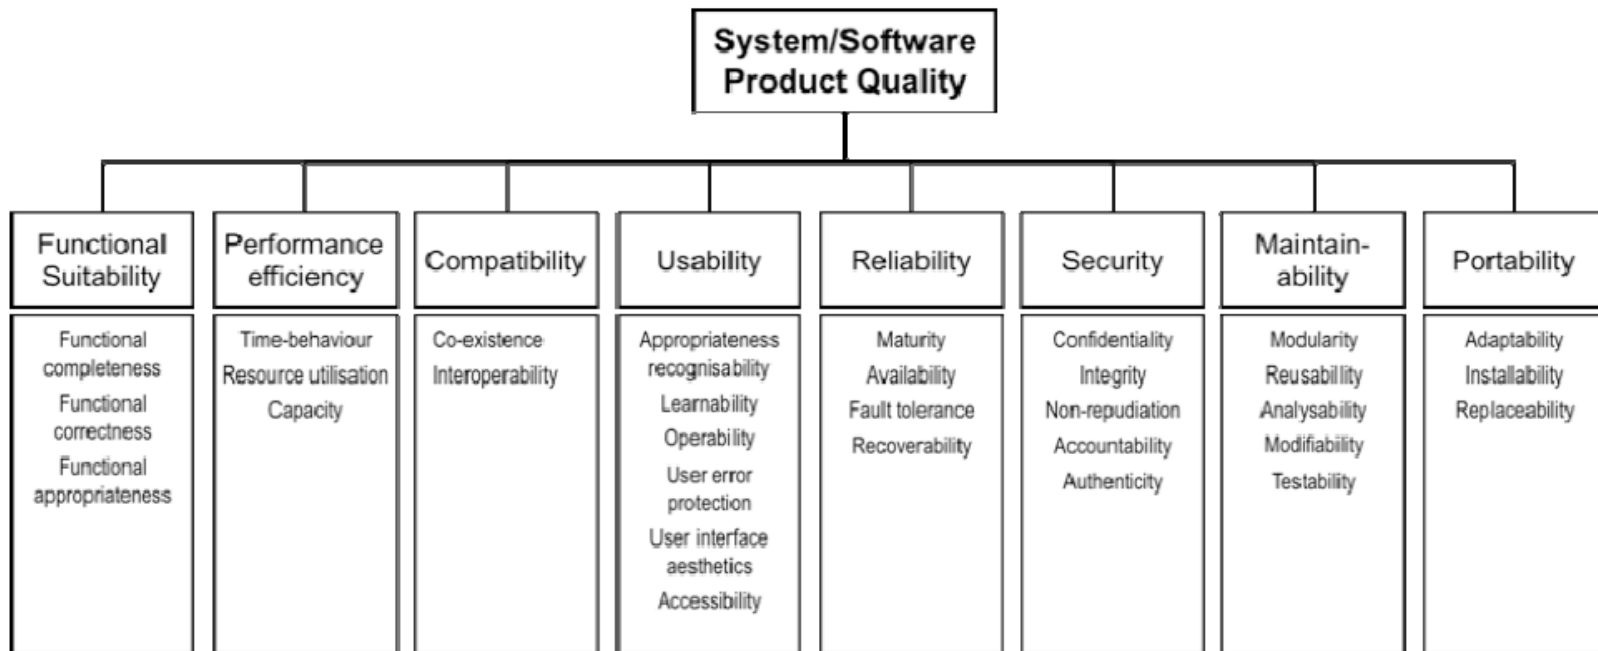 System/Software
Product Quality
Functional
Suitability
Functional
completeness
Functional
correctness
Functional
appropriateness
Performance
efficiency
Time-behaviour
Resource utilisation
Capacity
Compatibility
Co-existence
Interoperability
Usability
Appropriateness
recognisability
Learnability
Operability
User error
protection
User interface
aesthetics
Accessibility
Reliability
Maturity
Availability
Fault tolerance
Recoverability
Security
Confidentiality
Integrity
Non-repudiation
Accountability
Authenticity
Maintain-
ability
Modularity
Reusability
Analysability
Modifiability
Testability
Portability
Adaptability
Installability
Replaceability